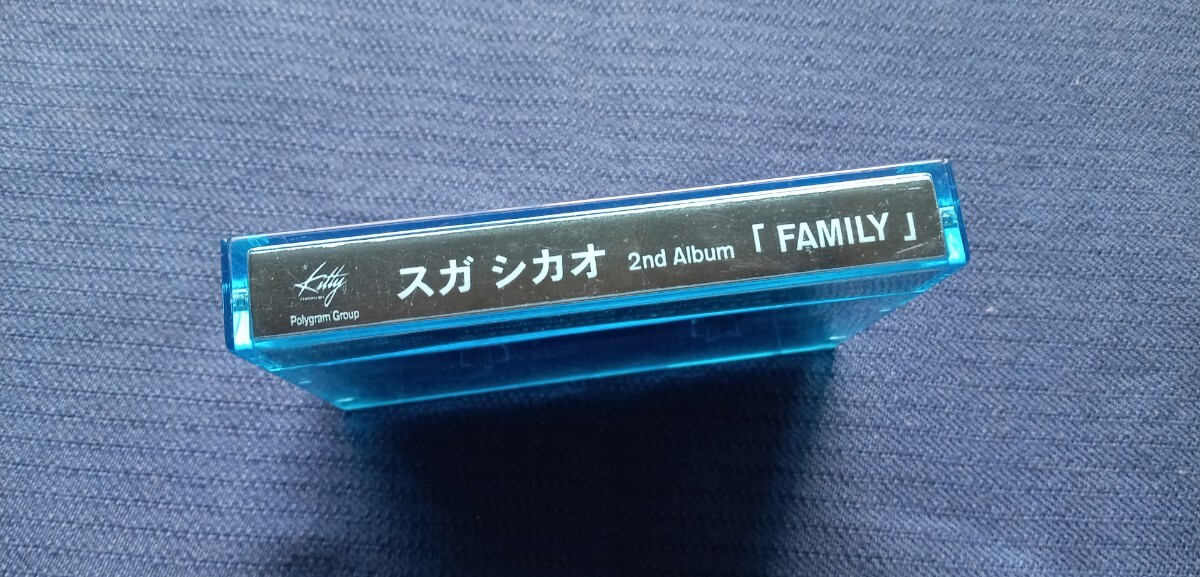 Kitty
Polygram Group
スガ シカオ 2nd Album 「 FAMILY 」